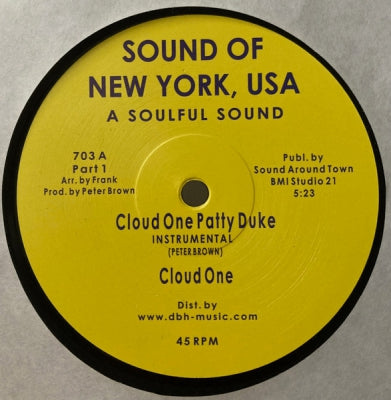 SOUND OF
NEW YORK, USA
A SOULFUL SOUND
703 A
Part 1
Arr. by Frank
Prod. by Peter Brown
Publ. by
Sound Around Town
BMI Studio 21
5:23
Cloud One Patty Duke
INSTRUMENTAL
(PETER BROWN)
Cloud One
Dist. by
www.dbh-music.com
45 RPM